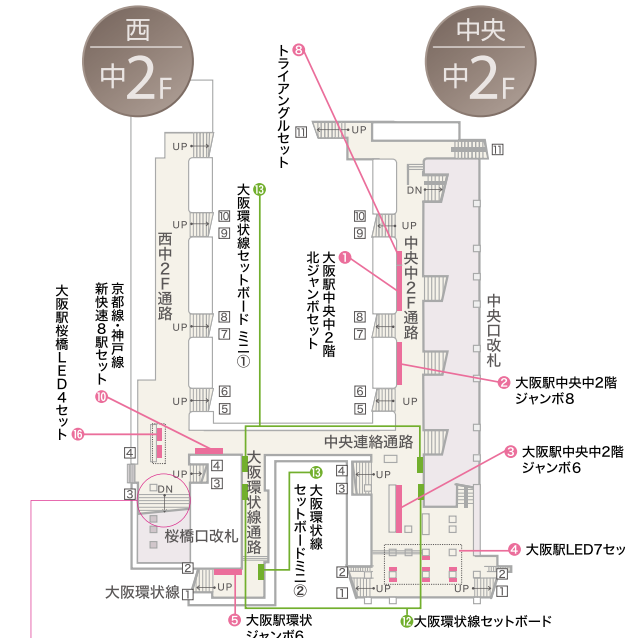 西
中2F
中央
中2F
8
トライアングルセット
11
UP
11
UP
DN
13
大阪環状線セットボード ミニ①
10
9
10
9
UP
UP
西中2F通路
中央中2F通路
1
大阪駅中央中2階
北ジャンボセット
中央口改札
京都線・神戸線
新快速8駅セット
10
大阪駅桜橋LED4セット
16
8
7
8
7
UP
UP
6
5
6
5
UP
UP
2 大阪駅中央中2階
ジャンボ8
中央連絡通路
3 大阪駅中央中2階
ジャンボ6
4
3
UP
4
3
DN
桜橋口改札
大阪環状線通路
13
大阪環状線
セットボードミニ②
4
3
UP
4 大阪駅LED7セッ
2
1
大阪環状線
UP
2
1
UP
UP
2
1
5 大阪駅環状
ジャンボ6
12 大阪環状線セットボード